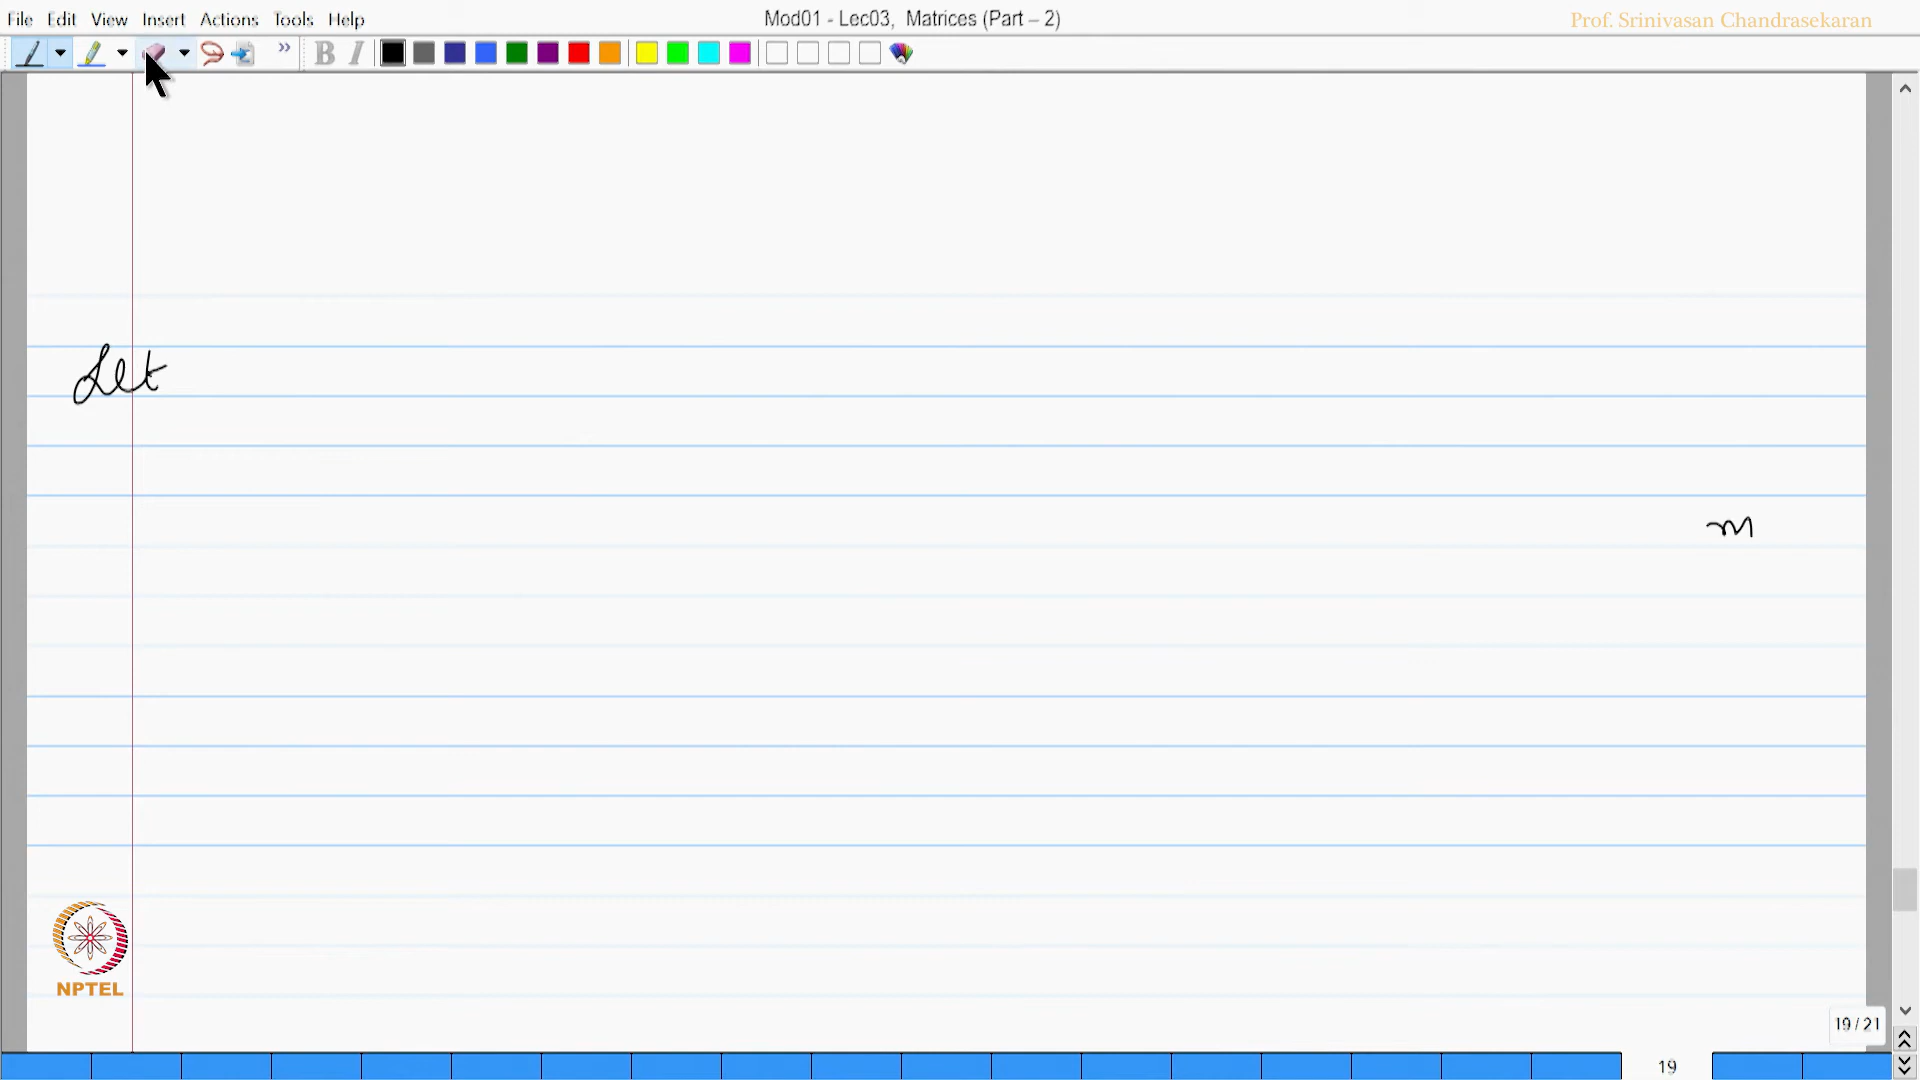 File Edit View Insert Actions Tools Help Mod01 - Lec03, Matrices (Part – 2) Prof. Srinivasan Chandrasekaran
B I
Let
m
NPTEL
19 / 21
19